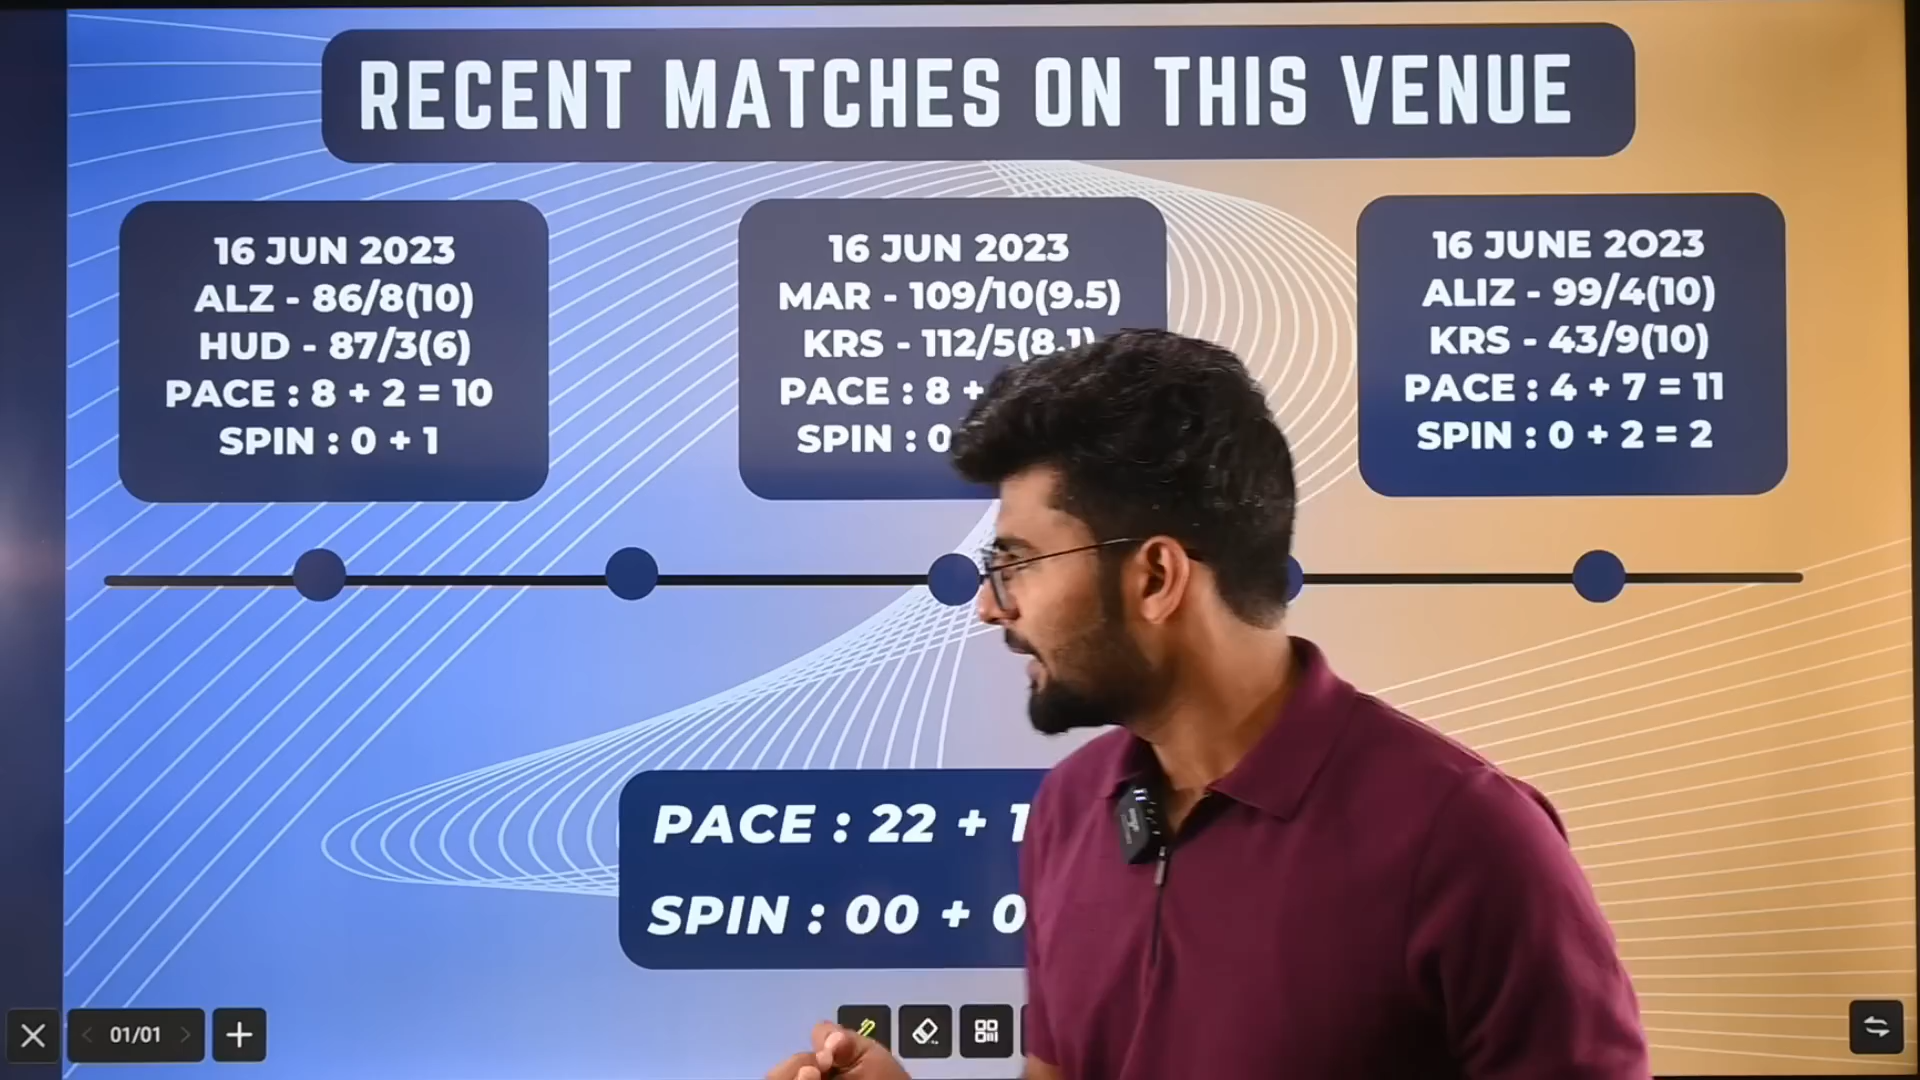 RECENT MATCHES ON THIS VENUE
16 JUN 2023
ALZ - 86/8(10)
HUD - 87/3(6)
PACE : 8 + 2 = 10
SPIN : 0 + 1
16 JUN 2023
MAR - 109/10(9.5)
KRS - 112/5(8.1)
PACE : 8 +
SPIN : 0
16 JUNE 2023
ALIZ - 99/4(10)
KRS - 43/9(10)
PACE : 4 + 7 = 11
SPIN : 0 + 2 = 2
PACE : 22 + 1
SPIN : 00 + 0
01/01